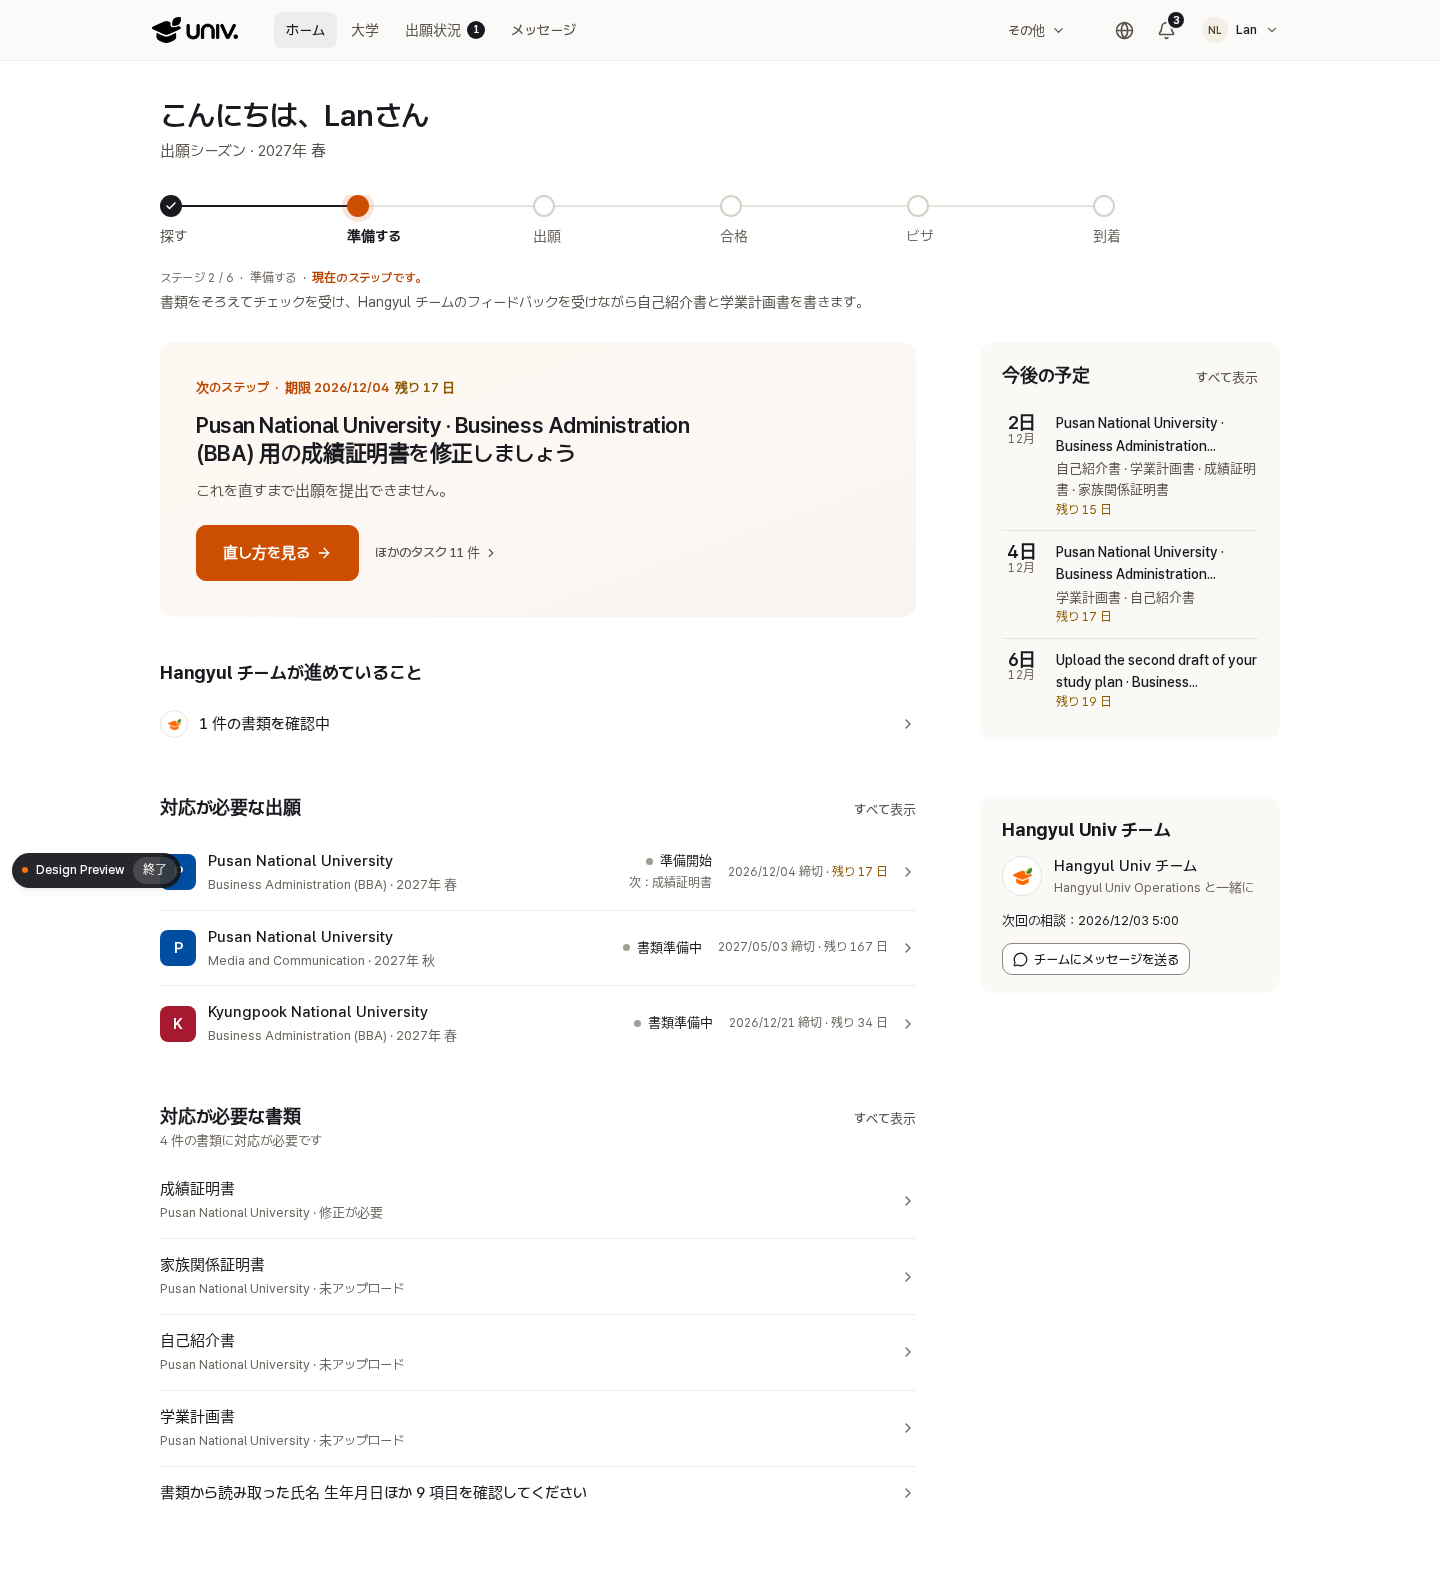 UNIV.
ホーム
大学
出願状況 1
メッセージ
その他
3
NL Lan
こんにちは、Lanさん
出願シーズン · 2027年 春
探す
準備する
出願
合格
ビザ
到着
ステージ 2 / 6 · 準備する · 現在のステップです。
書類をそろえてチェックを受け、Hangyul チームのフィードバックを受けながら自己紹介書と学業計画書を書きます。
次のステップ · 期限 2026/12/04 残り 17 日
Pusan National University · Business Administration
(BBA) 用の成績証明書を修正しましょう
これを直すまで出願を提出できません。
直し方を見る →
ほかのタスク 11 件
今後の予定
すべて表示
2日
12月
Pusan National University ·
Business Administration...
自己紹介書 · 学業計画書 · 成績証明
書 · 家族関係証明書
残り 15 日
4日
12月
Pusan National University ·
Business Administration...
学業計画書 · 自己紹介書
残り 17 日
6日
12月
Upload the second draft of your
study plan · Business...
残り 19 日
Hangyul チームが進めていること
1 件の書類を確認中
対応が必要な出願
すべて表示
Design Preview 終了
Pusan National University
Business Administration (BBA) · 2027年 春
準備開始
次：成績証明書
2026/12/04 締切 · 残り 17 日
P
Pusan National University
Media and Communication · 2027年 秋
書類準備中
2027/05/03 締切 · 残り 167 日
K
Kyungpook National University
Business Administration (BBA) · 2027年 春
書類準備中
2026/12/21 締切 · 残り 34 日
Hangyul Univ チーム
Hangyul Univ チーム
Hangyul Univ Operations と一緒に
次回の相談：2026/12/03 5:00
チームにメッセージを送る
対応が必要な書類
すべて表示
4 件の書類に対応が必要です
成績証明書
Pusan National University · 修正が必要
家族関係証明書
Pusan National University · 未アップロード
自己紹介書
Pusan National University · 未アップロード
学業計画書
Pusan National University · 未アップロード
書類から読み取った氏名 生年月日ほか 9 項目を確認してください